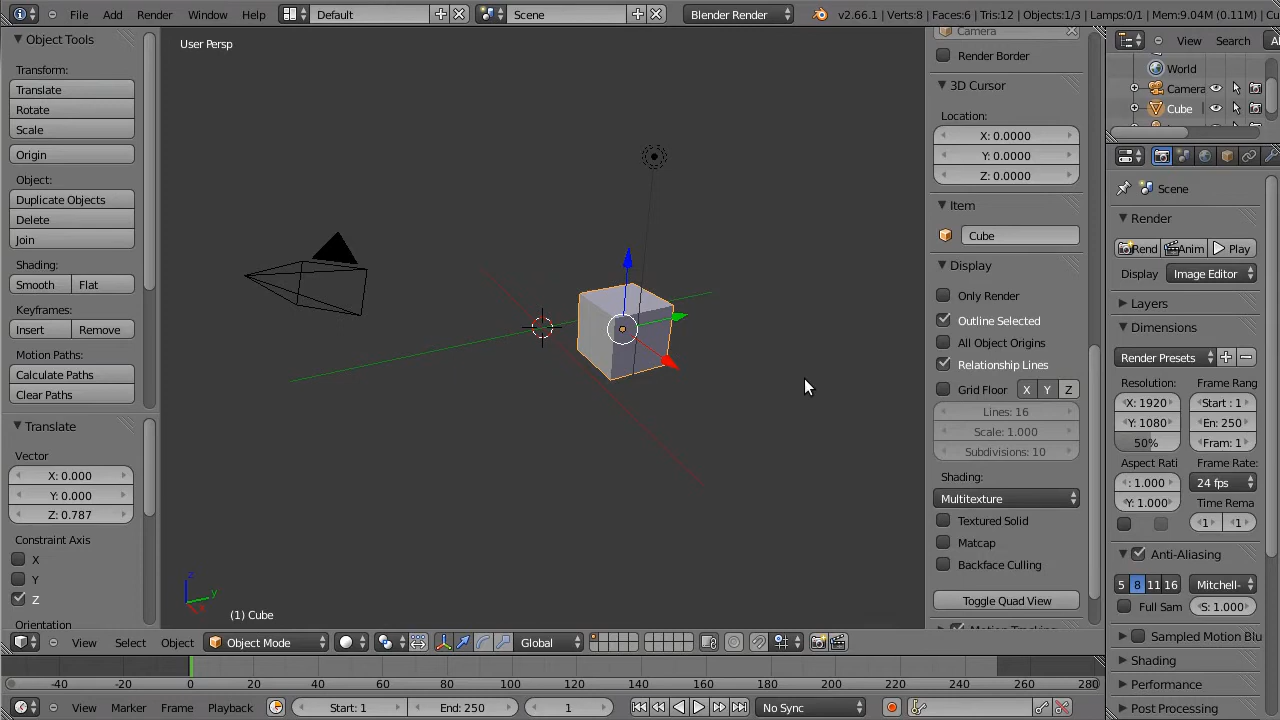 File Add Render Window Help Default Scene Blender Render v2.66.1 | Verts:8 | Faces:6 | Tris:12 | Objects:1/3 | Lamps:0/1 | Mem:9.04M (0.11M) | Cu
Object Tools
Transform:
Translate
Rotate
Scale
Origin
Object:
Duplicate Objects
Delete
Join
Shading:
Smooth Flat
Keyframes:
Insert Remove
Motion Paths:
Calculate Paths
Clear Paths
Translate
Vector
X: 0.000
Y: 0.000
Z: 0.787
Constraint Axis
X
Y
Z
Orientation
User Persp
z
y
x
(1) Cube
Camera
Render Border
3D Cursor
Location:
X: 0.0000
Y: 0.0000
Z: 0.0000
Item
Cube
Display
Only Render
Outline Selected
All Object Origins
Relationship Lines
Grid Floor X Y Z
Lines: 16
Scale: 1.000
Subdivisions: 10
Shading:
Multitexture
Textured Solid
Matcap
Backface Culling
Toggle Quad View
Motion Tracking
View Search Al
World
Camera
Cube
Scene
Render
Rend Anim Play
Display Image Editor
Layers
Dimensions
Render Presets
Resolution: Frame Rang
X: 1920 Start : 1
Y: 1080 En: 250
50% Fram: 1
Aspect Rati Frame Rate:
: 1.000 24 fps
Y: 1.000 Time Rema
1 1
Anti-Aliasing
5 8 11 16 Mitchell-
Full Sam S: 1.000
Sampled Motion Blu
Shading
Performance
Post Processing
View Select Object Object Mode Global
-40 -20 0 20 40 60 80 100 120 140 160 180 200 220 240 260 280
View Marker Frame Playback Start: 1 End: 250 1 No Sync